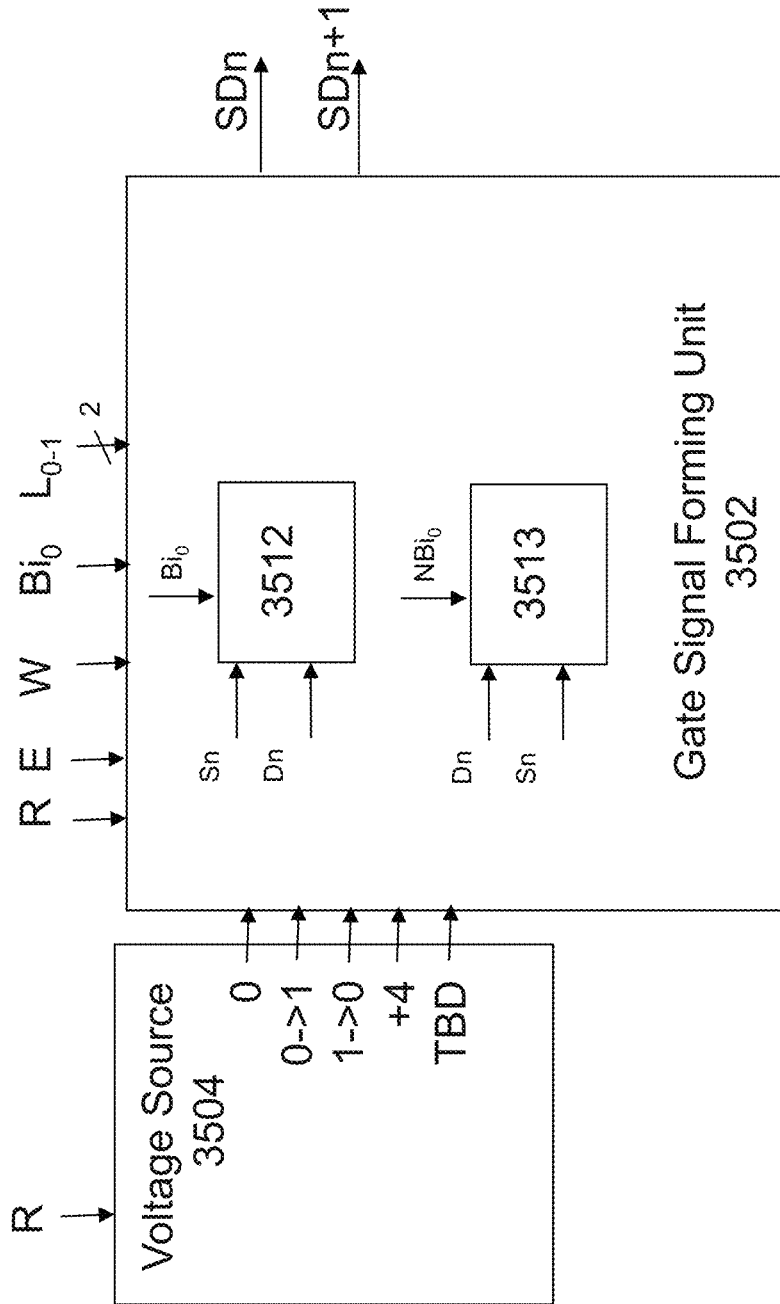 R
Voltage Source
3504
0
0->1
1->0
+4
TBD
R
E
W
Bi₀
L₀₋₁
2
Bi₀
Sn
Dn
3512
NBi₀
Dn
Sn
3513
Gate Signal Forming Unit
3502
SDn
SDn+1